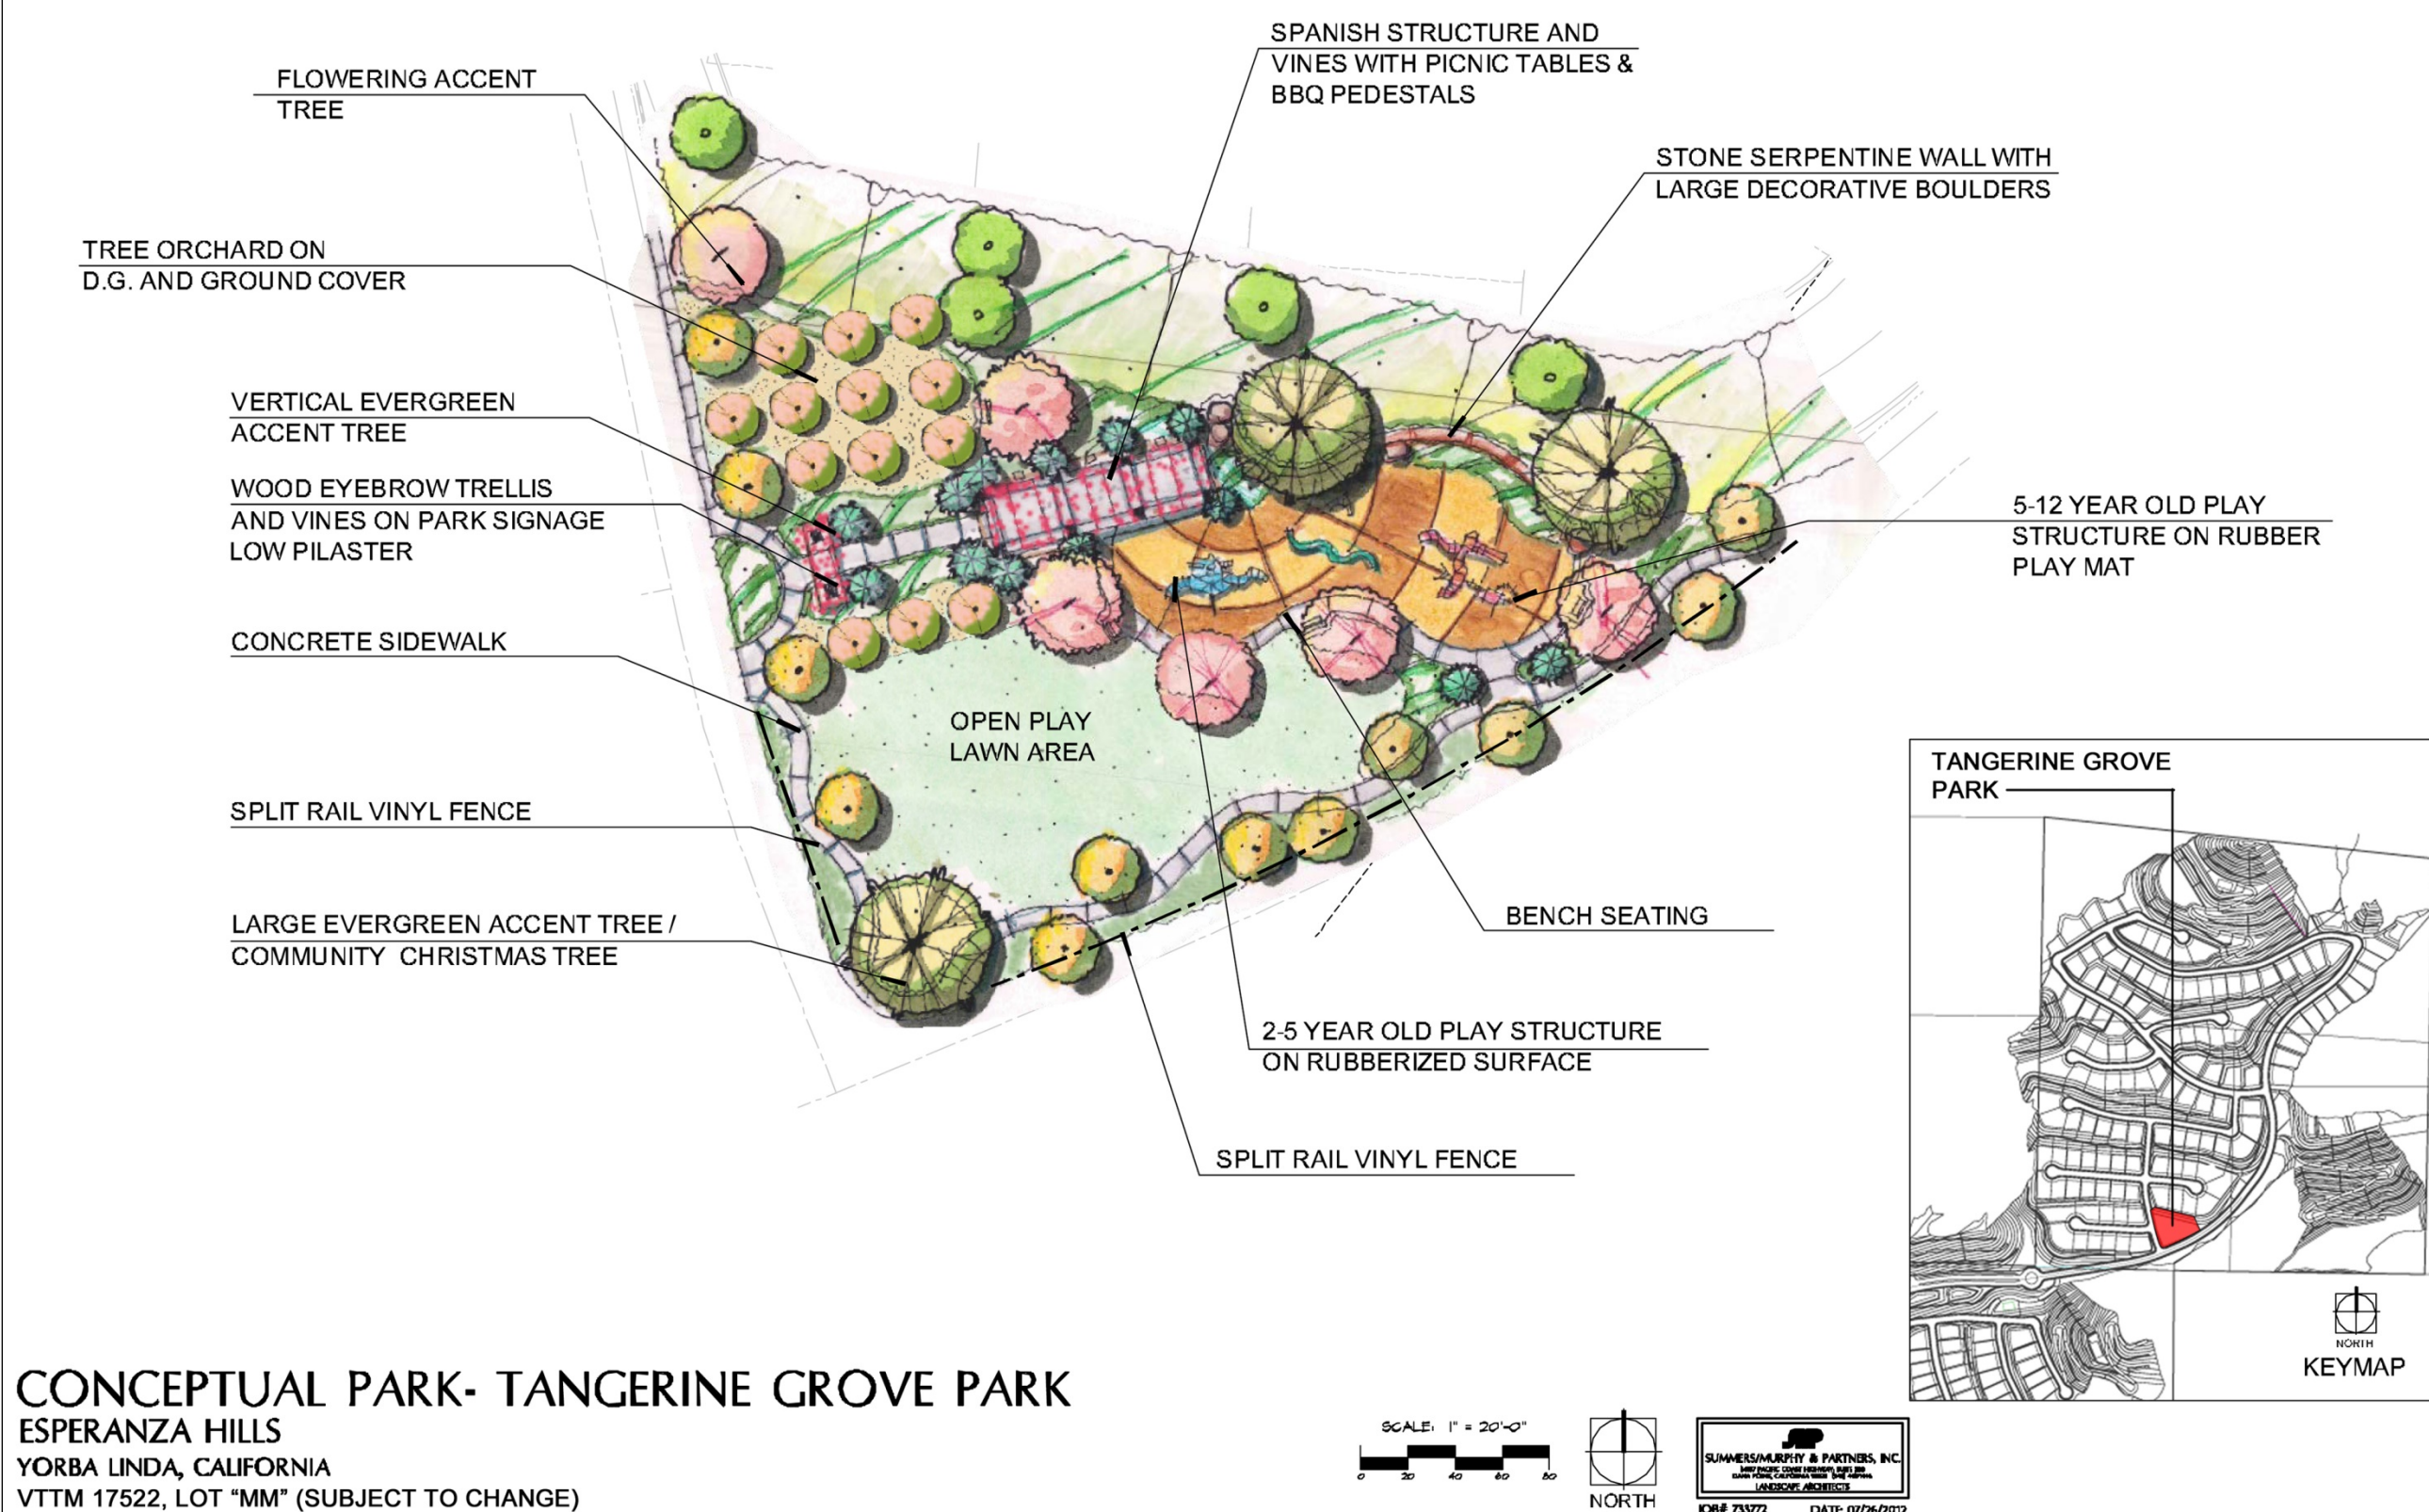 FLOWERING ACCENT
TREE
SPANISH STRUCTURE AND
VINES WITH PICNIC TABLES &
BBQ PEDESTALS
STONE SERPENTINE WALL WITH
LARGE DECORATIVE BOULDERS
TREE ORCHARD ON
D.G. AND GROUND COVER
VERTICAL EVERGREEN
ACCENT TREE
WOOD EYEBROW TRELLIS
AND VINES ON PARK SIGNAGE
LOW PILASTER
5-12 YEAR OLD PLAY
STRUCTURE ON RUBBER
PLAY MAT
CONCRETE SIDEWALK
OPEN PLAY
LAWN AREA
SPLIT RAIL VINYL FENCE
LARGE EVERGREEN ACCENT TREE /
COMMUNITY CHRISTMAS TREE
BENCH SEATING
2-5 YEAR OLD PLAY STRUCTURE
ON RUBBERIZED SURFACE
SPLIT RAIL VINYL FENCE
TANGERINE GROVE
PARK
NORTH
KEYMAP
CONCEPTUAL PARK- TANGERINE GROVE PARK
ESPERANZA HILLS
YORBA LINDA, CALIFORNIA
VTTM 17522, LOT “MM” (SUBJECT TO CHANGE)
SCALE: 1" = 20'-0"
0 20 40 60 80
NORTH
SUMMERS/MURPHY & PARTNERS, INC.
LANDSCAPE ARCHITECTS
JOB# 733772 DATE: 07/26/2012